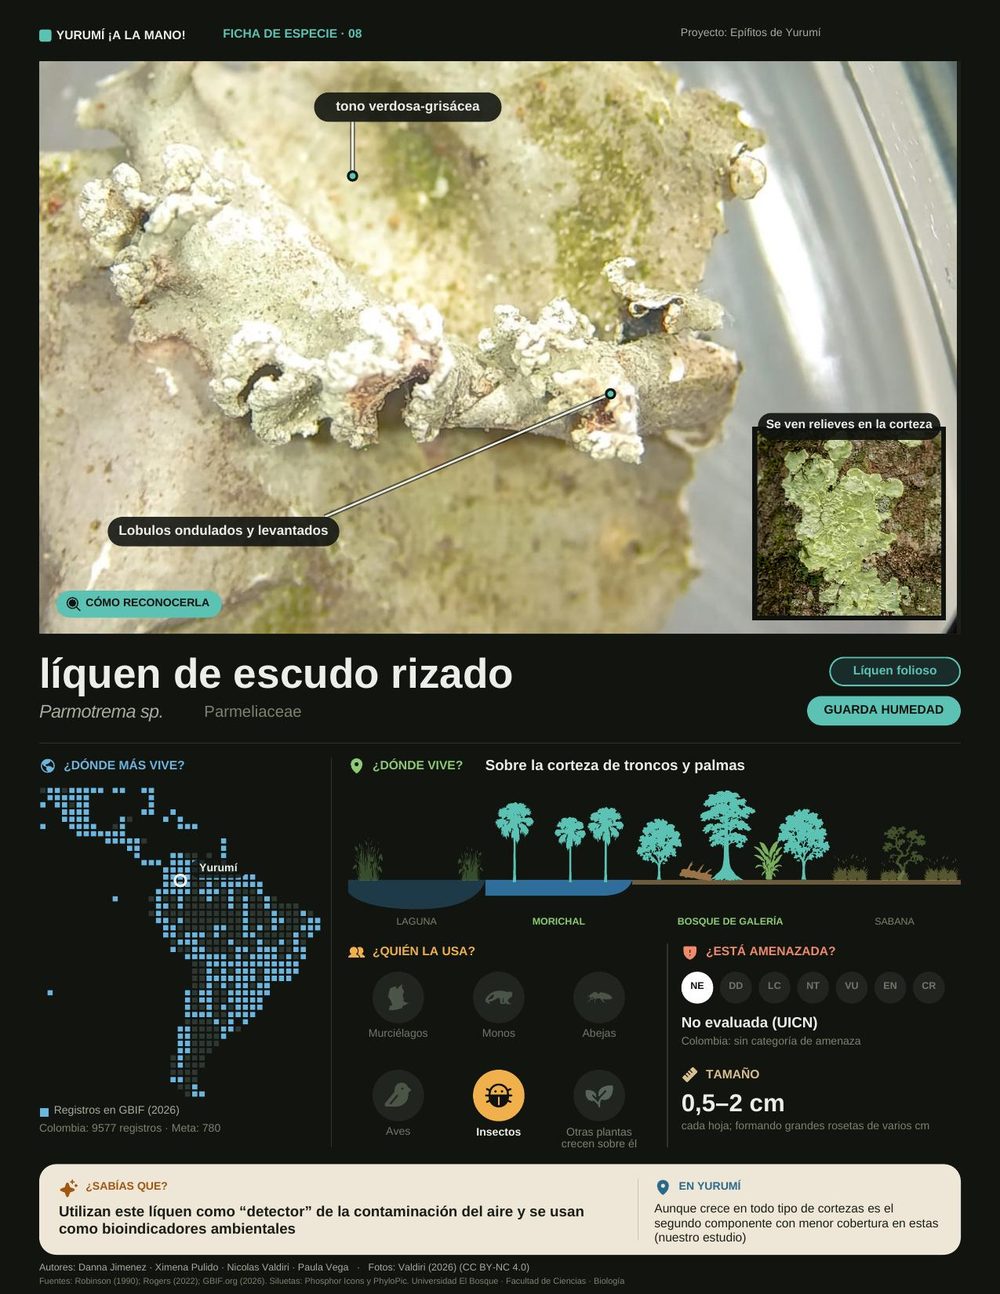 YURUMÍ ¡A LA MANO!
FICHA DE ESPECIE · 08
Proyecto: Epífitos de Yurumí
tono verdosa-grisácea
Se ven relieves en la corteza
Lobulos ondulados y levantados
CÓMO RECONOCERLA
líquen de escudo rizado
Líquen folioso
Parmotrema sp.
Parmeliaceae
GUARDA HUMEDAD
¿DÓNDE MÁS VIVE?
Yurumí
Registros en GBIF (2026)
Colombia: 9577 registros · Meta: 780
¿DÓNDE VIVE?
Sobre la corteza de troncos y palmas
LAGUNA
MORICHAL
BOSQUE DE GALERÍA
SABANA
¿QUIÉN LA USA?
Murciélagos
Monos
Abejas
Aves
Insectos
Otras plantas
crecen sobre él
¿ESTÁ AMENAZADA?
NE
DD
LC
NT
VU
EN
CR
No evaluada (UICN)
Colombia: sin categoría de amenaza
TAMAÑO
0,5–2 cm
cada hoja; formando grandes rosetas de varios cm
¿SABÍAS QUE?
Utilizan este líquen como “detector” de la contaminación del aire y se usan
como bioindicadores ambientales
EN YURUMÍ
Aunque crece en todo tipo de cortezas es el
segundo componente con menor cobertura en estas
(nuestro estudio)
Autores: Danna Jimenez · Ximena Pulido · Nicolas Valdiri · Paula Vega · Fotos: Valdiri (2026) (CC BY-NC 4.0)
Fuentes: Robinson (1990); Rogers (2022); GBIF.org (2026). Siluetas: Phosphor Icons y PhyloPic. Universidad El Bosque · Facultad de Ciencias · Biología